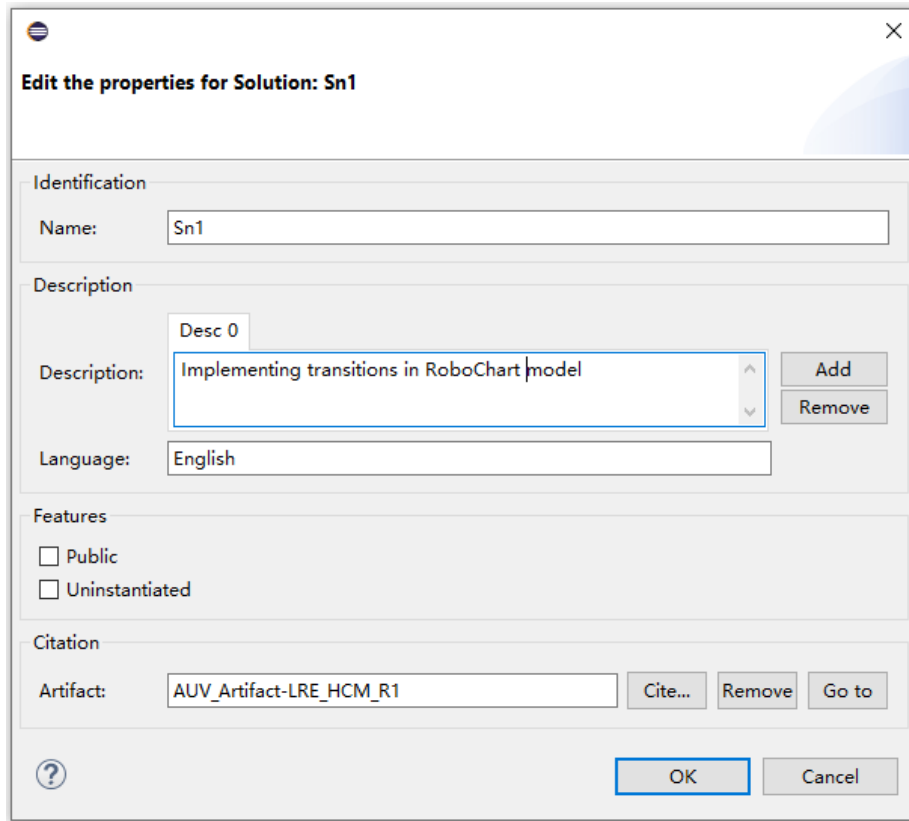 Edit the properties for Solution: Sn1
Identification
Name: Sn1
Description
Desc 0
Description: Implementing transitions in RoboChart model Add
Remove
Language: English
Features
Public
Uninstantiated
Citation
Artifact: AUV_Artifact-LRE_HCM_R1 Cite... Remove Go to
? OK Cancel